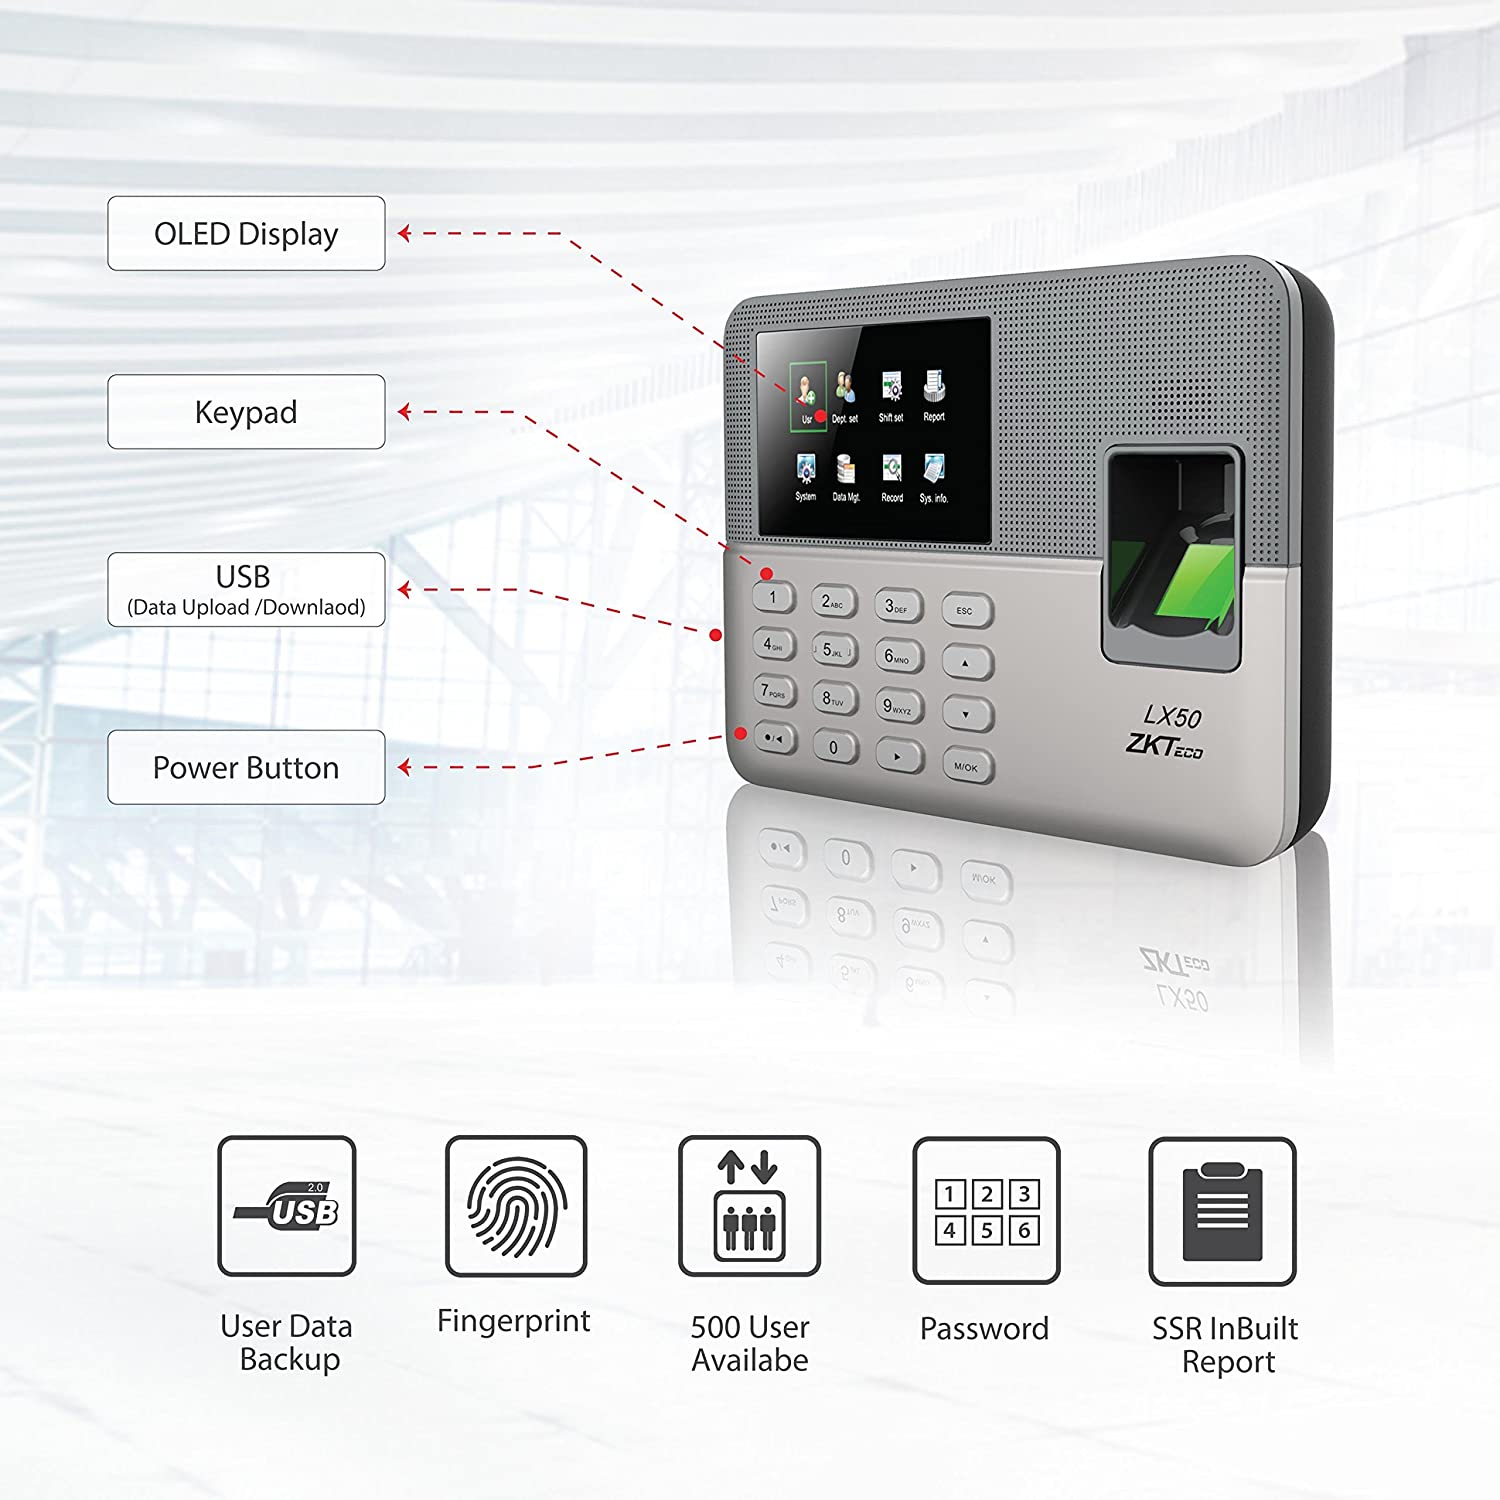 OLED Display
Keypad
USB
(Data Upload /Downlaod)
Power Button
Usr
Dept. set
Shift set
Report
System
Data Mgt.
Record
Sys. info.
1
2ABC
3DEF
ESC
4GHI
5JKL
6MNO
▲
7PQRS
8TUV
9WXYZ
▼
●/◄
0
►
M/OK
LX50
ZKTECO
2.0
USB
1 2 3
4 5 6
User Data
Backup
Fingerprint
500 User
Availabe
Password
SSR InBuilt
Report